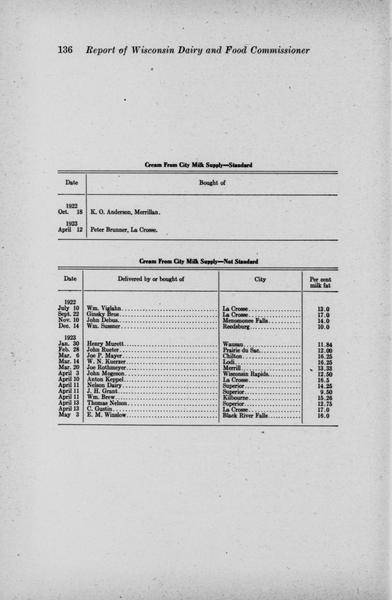 136 Report of Wisconsin Dairy and Food Commissioner
Cream From City Milk Supply—Standard
Date Bought of
1922
Oct. 18 K. O. Anderson, Merrillan.
1923
April 12 Peter Brunner, La Crosse.
Cream From City Milk Supply—Not Standard
Date Delivered by or bought of City Per cent
milk fat
1922
July 10 Wm. Viglahn La Crosse 13.0
Sept. 22 Ginsky Bros La Crosse 17.0
Nov. 10 John Debus Menomonee Falls 14.0
Dec. 14 Wm. Sussner Reedsburg 10.0
1923
Jan. 30 Henry Murett Wausau 11.84
Feb. 28 John Rueter Prairie du Sac 12.00
Mar. 6 Joe P. Mayer Chilton 16.25
Mar. 14 W. N. Kuerzer Lodi 16.25
Mar. 20 Joe Rothmeyer Merrill 13.33
April 3 John Mogeson Wisconsin Rapids 12.50
April 10 Anton Keppel La Crosse 16.5
April 11 Nelson Dairy Superior 14.25
April 11 J. H. Grant Superior 9.50
April 11 Wm. Brew Kilbourne 15.26
April 13 Thomas Nelson Superior 12.75
April 13 C. Gustin La Crosse 17.0
May 3 E. M. Winslow Black River Falls 16.0